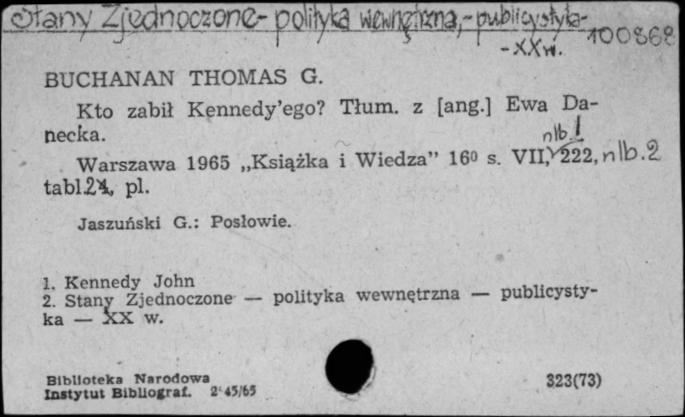 Stany Zjednoczone - polityka wewnętrzna, - publicystyka -
- XX w. 100868
BUCHANAN THOMAS G.
Kto zabił Kennedy'ego? Tłum. z [ang.] Ewa Da-
necka.
nlb. 1
Warszawa 1965 „Książka i Wiedza” 16⁰ s. VII, 222, nlb. 2
tabl. pl.
Jaszuński G.: Posłowie.
1. Kennedy John
2. Stany Zjednoczone — polityka wewnętrzna — publicysty-
ka — XX w.
Biblioteka Narodowa
Instytut Bibliograf. 2 45/65 323(73)